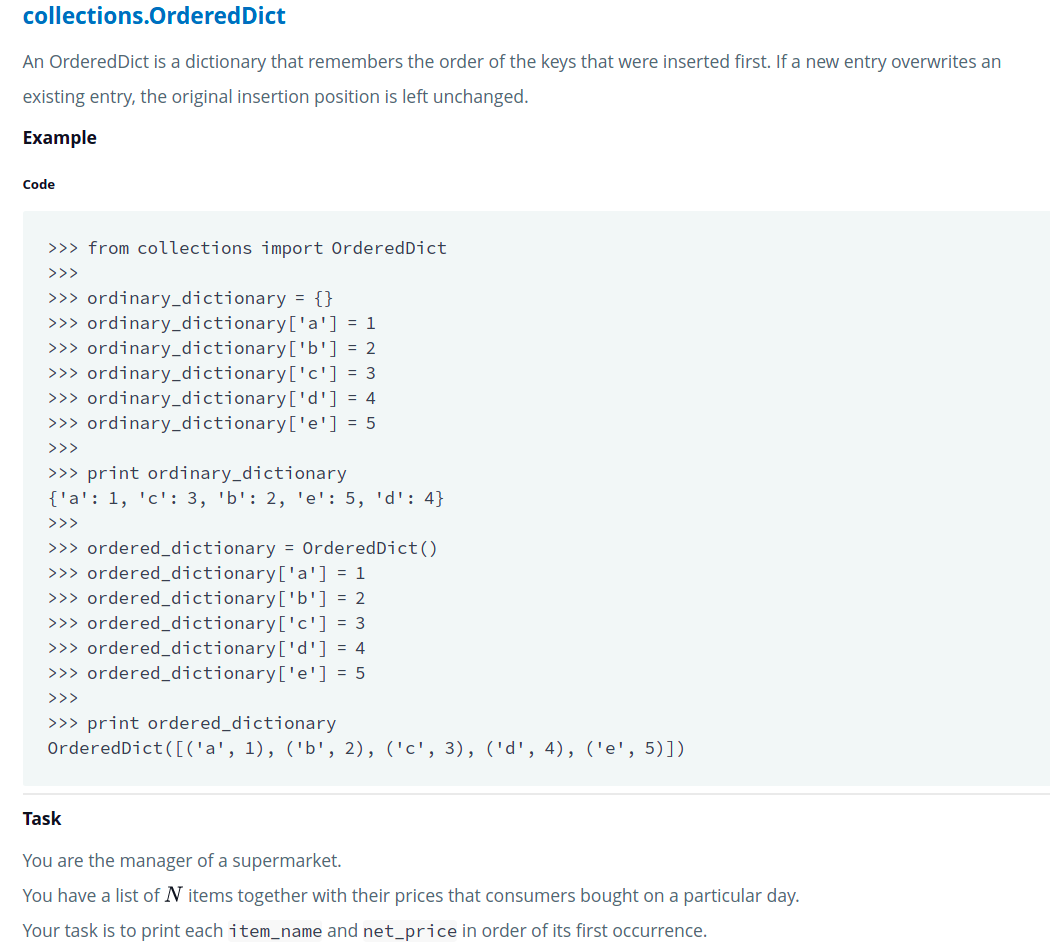 collections.OrderedDict
An OrderedDict is a dictionary that remembers the order of the keys that were inserted first. If a new entry overwrites an
existing entry, the original insertion position is left unchanged.
Example
Code
>>> from collections import OrderedDict
>>>
>>> ordinary_dictionary = {}
>>> ordinary_dictionary['a'] = 1
>>> ordinary_dictionary['b'] = 2
>>> ordinary_dictionary['c'] = 3
>>> ordinary_dictionary['d'] = 4
>>> ordinary_dictionary['e'] = 5
>>>
>>> print ordinary_dictionary
{'a': 1, 'c': 3, 'b': 2, 'e': 5, 'd': 4}
>>>
>>> ordered_dictionary = OrderedDict()
>>> ordered_dictionary['a'] = 1
>>> ordered_dictionary['b'] = 2
>>> ordered_dictionary['c'] = 3
>>> ordered_dictionary['d'] = 4
>>> ordered_dictionary['e'] = 5
>>>
>>> print ordered_dictionary
OrderedDict([('a', 1), ('b', 2), ('c', 3), ('d', 4), ('e', 5)])
Task
You are the manager of a supermarket.
You have a list of N items together with their prices that consumers bought on a particular day.
Your task is to print each item_name and net_price in order of its first occurrence.